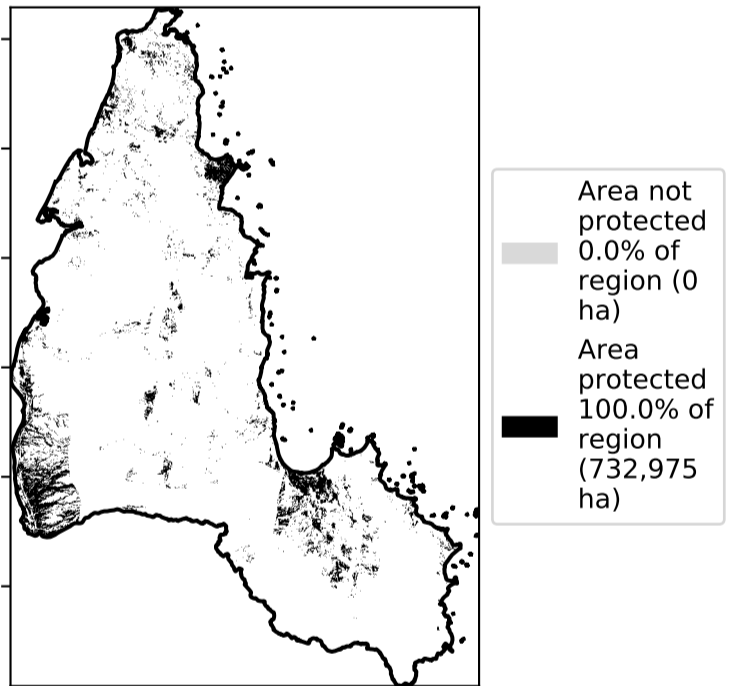 Area not
protected
0.0% of
region (0
ha)
Area
protected
100.0% of
region
(732,975
ha)